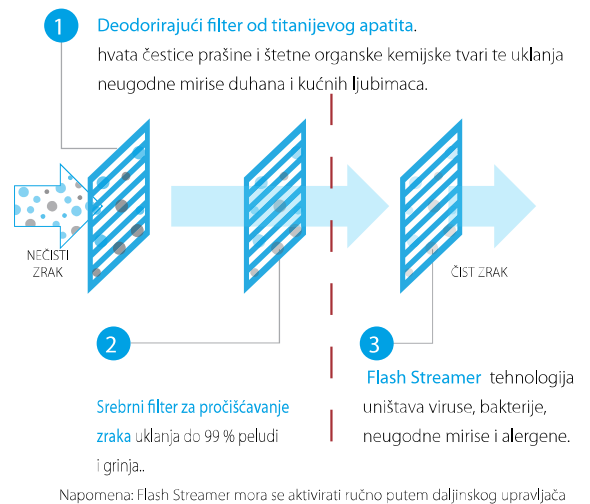 1
Deodorirajući filter od titanijevog apatita.
hvata čestice prašine i štetne organske kemijske tvari te uklanja
neugodne mirise duhana i kućnih ljubimaca.
NEČISTI
ZRAK
ČIST ZRAK
2
Srebrni filter za pročišćavanje
zraka uklanja do 99 % peludi
i grinja..
3
Flash Streamer tehnologija
uništava viruse, bakterije,
neugodne mirise i alergene.
Napomena: Flash Streamer mora se aktivirati ručno putem daljinskog upravljača